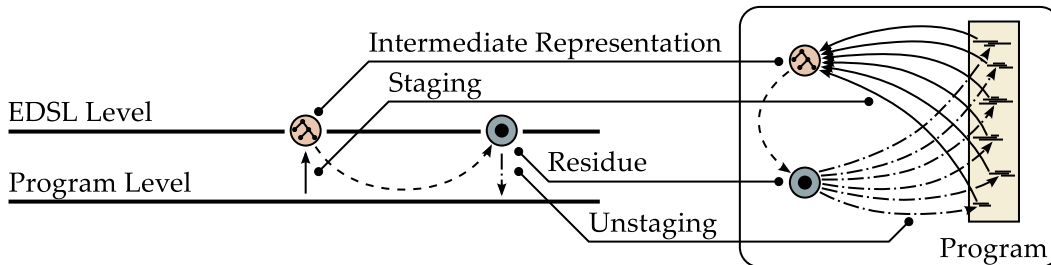 Intermediate Representation
Staging
EDSL Level
Residue
Program Level
Unstaging
Program